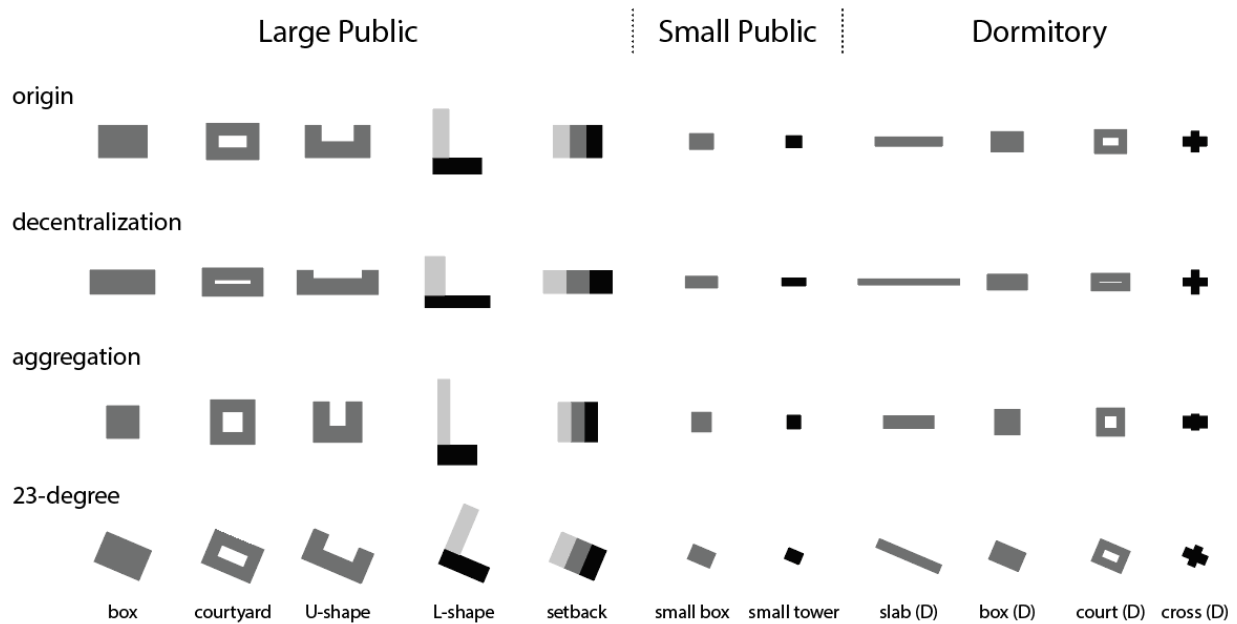 Large Public
Small Public
Dormitory
origin
decentralization
aggregation
23-degree
box
courtyard
U-shape
L-shape
setback
small box
small tower
slab (D)
box (D)
court (D)
cross (D)